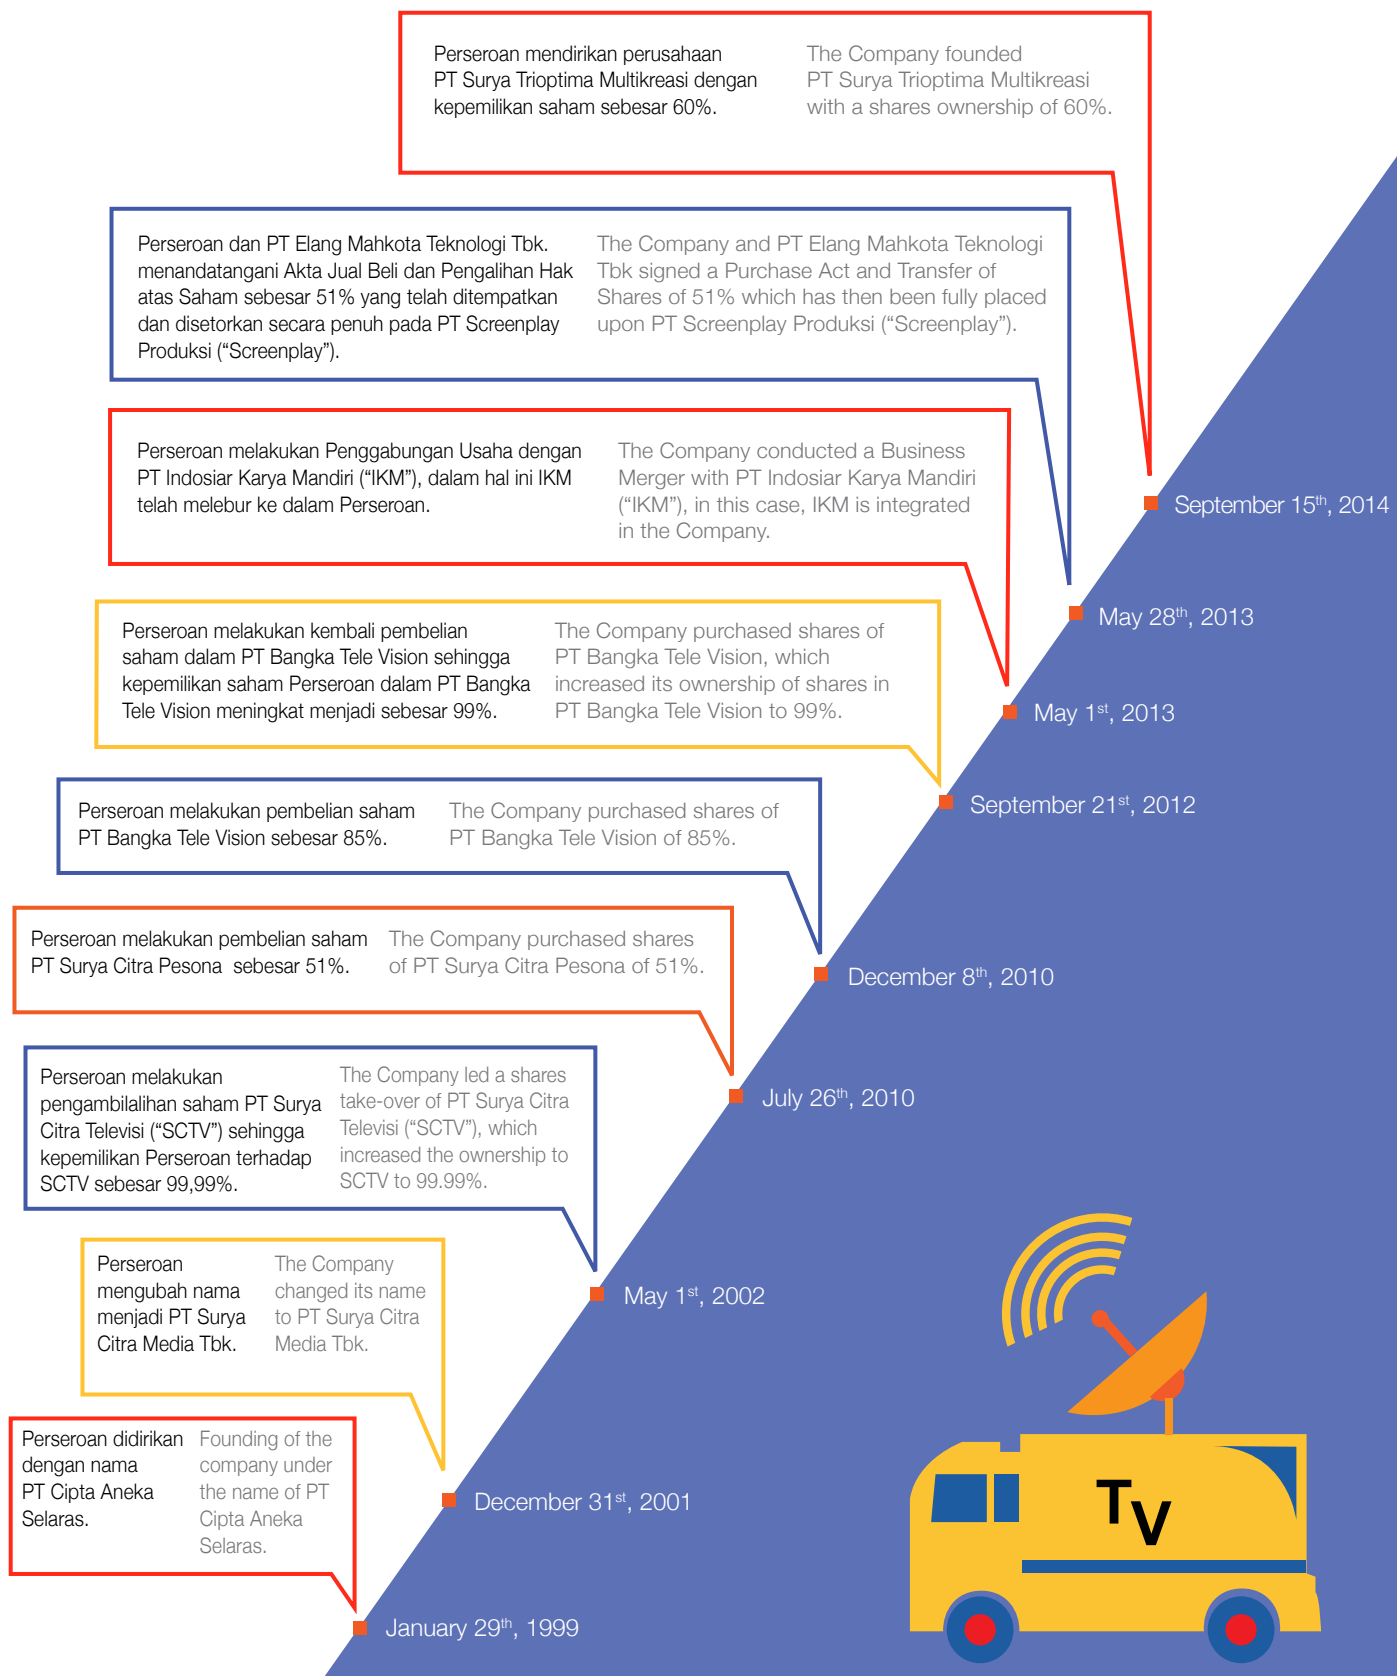 Perseroan mendirikan perusahaan
PT Surya Trioptima Multikreasi dengan
kepemilikan saham sebesar 60%.
The Company founded
PT Surya Trioptima Multikreasi
with a shares ownership of 60%.
September 15th, 2014
Perseroan dan PT Elang Mahkota Teknologi Tbk.
menandatangani Akta Jual Beli dan Pengalihan Hak
atas Saham sebesar 51% yang telah ditempatkan
dan disetorkan secara penuh pada PT Screenplay
Produksi (“Screenplay”).
The Company and PT Elang Mahkota Teknologi
Tbk signed a Purchase Act and Transfer of
Shares of 51% which has then been fully placed
upon PT Screenplay Produksi (“Screenplay”).
May 28th, 2013
Perseroan melakukan Penggabungan Usaha dengan
PT Indosiar Karya Mandiri (“IKM”), dalam hal ini IKM
telah melebur ke dalam Perseroan.
The Company conducted a Business
Merger with PT Indosiar Karya Mandiri
(“IKM”), in this case, IKM is integrated
in the Company.
May 1st, 2013
Perseroan melakukan kembali pembelian
saham dalam PT Bangka Tele Vision sehingga
kepemilikan saham Perseroan dalam PT Bangka
Tele Vision meningkat menjadi sebesar 99%.
The Company purchased shares of
PT Bangka Tele Vision, which
increased its ownership of shares in
PT Bangka Tele Vision to 99%.
September 21st, 2012
Perseroan melakukan pembelian saham
PT Bangka Tele Vision sebesar 85%.
The Company purchased shares of
PT Bangka Tele Vision of 85%.
December 8th, 2010
Perseroan melakukan pembelian saham
PT Surya Citra Pesona  sebesar 51%.
The Company purchased shares
of PT Surya Citra Pesona of 51%.
July 26th, 2010
Perseroan melakukan
pengambilalihan saham PT Surya
Citra Televisi (“SCTV”) sehingga
kepemilikan Perseroan terhadap
SCTV sebesar 99,99%.
The Company led a shares
take-over of PT Surya Citra
Televisi (“SCTV”), which
increased the ownership to
SCTV to 99.99%.
May 1st, 2002
Perseroan
mengubah nama
menjadi PT Surya
Citra Media Tbk.
The Company
changed its name
to PT Surya Citra
Media Tbk.
December 31st, 2001
Perseroan didirikan
dengan nama
PT Cipta Aneka
Selaras.
Founding of the
company under
the name of PT
Cipta Aneka
Selaras.
January 29th, 1999
TV